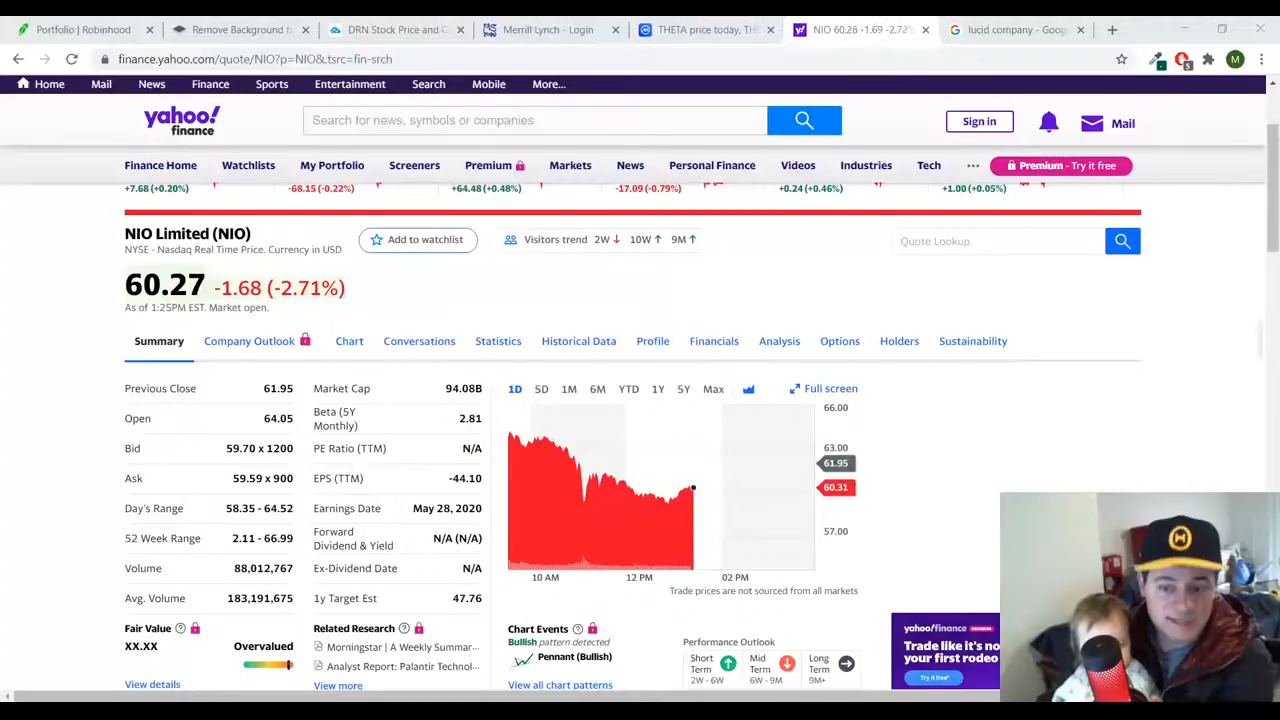 Portfolio | Robinhood
Remove Background f
DRN Stock Price and C
Merrill Lynch - Login
THETA price today, TH
NIO 60.26 -1.69 -2.72%
lucid company - Goog
finance.yahoo.com/quote/NIO?p=NIO&.tsrc=fin-srch
5
M
Home Mail News Finance Sports Entertainment Search Mobile More...
yahoo!
finance
Search for news, symbols or companies
Sign in
Mail
Finance Home Watchlists My Portfolio Screeners Premium Markets News Personal Finance Videos Industries Tech ... Premium - Try it free
+7.68 (+0.20%) -68.15 (-0.22%) +64.48 (+0.48%) -17.09 (-0.79%) +0.24 (+0.46%) +1.00 (+0.05%)
NIO Limited (NIO)
NYSE - Nasdaq Real Time Price. Currency in USD
Add to watchlist
Visitors trend 2W 10W 9M
Quote Lookup
60.27 -1.68 (-2.71%)
As of 1:25PM EST. Market open.
Summary Company Outlook Chart Conversations Statistics Historical Data Profile Financials Analysis Options Holders Sustainability
Previous Close 61.95
Open 64.05
Bid 59.70 x 1200
Ask 59.59 x 900
Day's Range 58.35 - 64.52
52 Week Range 2.11 - 66.99
Volume 88,012,767
Avg. Volume 183,191,675
Market Cap 94.08B
Beta (5Y
Monthly) 2.81
PE Ratio (TTM) N/A
EPS (TTM) -44.10
Earnings Date May 28, 2020
Forward
Dividend & Yield N/A (N/A)
Ex-Dividend Date N/A
1y Target Est 47.76
1D 5D 1M 6M YTD 1Y 5Y Max Full screen
66.00
63.00
61.95
60.31
57.00
10 AM 12 PM 02 PM
Trade prices are not sourced from all markets
Fair Value
XX.XX Overvalued
View details
Related Research
Morningstar | A Weekly Summar...
Analyst Report: Palantir Technol...
View more
Chart Events
Bullish pattern detected
Pennant (Bullish)
View all chart patterns
Performance Outlook
Short
Term
2W - 6W
Mid
Term
6W - 9M
Long
Term
9M+
yahoo!finance PREMIUM
Trade like it's no
your first rodeo
Try it free*